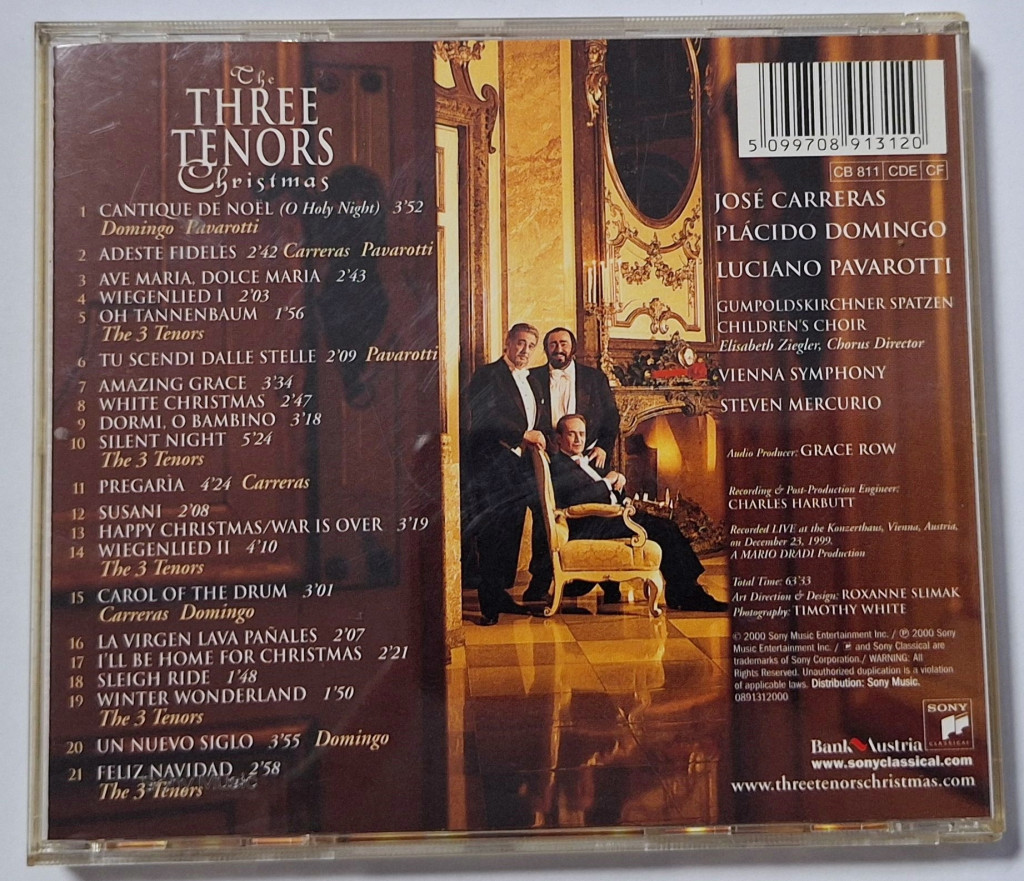 The
THREE
TENORS
Christmas
1 CANTIQUE DE NOËL (O Holy Night) 3'52
Domingo Pavarotti
2 ADESTE FIDELES 2'42 Carreras Pavarotti
3 AVE MARIA, DOLCE MARIA 2'43
4 WIEGENLIED I 2'03
5 OH TANNENBAUM 1'56
The 3 Tenors
6 TU SCENDI DALLE STELLE 2'09 Pavarotti
7 AMAZING GRACE 3'34
8 WHITE CHRISTMAS 2'47
9 DORMI, O BAMBINO 3'18
10 SILENT NIGHT 5'24
The 3 Tenors
11 PREGARÌA 4'24 Carreras
12 SUSANI 2'08
13 HAPPY CHRISTMAS/WAR IS OVER 3'19
14 WIEGENLIED II 4'10
The 3 Tenors
15 CAROL OF THE DRUM 3'01
Carreras Domingo
16 LA VIRGEN LAVA PAÑALES 2'07
17 I'LL BE HOME FOR CHRISTMAS 2'21
18 SLEIGH RIDE 1'48
19 WINTER WONDERLAND 1'50
The 3 Tenors
20 UN NUEVO SIGLO 3'55 Domingo
21 FELIZ NAVIDAD 2'58
The 3 Tenors
5 099708 913120
CB 811 CDE CF
JOSÉ CARRERAS
PLÁCIDO DOMINGO
LUCIANO PAVAROTTI
GUMPOLDSKIRCHNER SPATZEN
CHILDREN'S CHOIR
Elisabeth Ziegler, Chorus Director
VIENNA SYMPHONY
STEVEN MERCURIO
Audio Producer: GRACE ROW
Recording & Post-Production Engineer:
CHARLES HARBUTT
Recorded LIVE at the Konzerthaus, Vienna, Austria,
on December 23, 1999.
A MARIO DRADI Production
Total Time: 63'33
Art Direction & Design: ROXANNE SLIMAK
Photography: TIMOTHY WHITE
© 2000 Sony Music Entertainment Inc. / ℗ 2000 Sony
Music Entertainment Inc. / and Sony Classical are
trademarks of Sony Corporation./ WARNING: All
Rights Reserved. Unauthorized duplication is a violation
of applicable laws. Distribution: Sony Music.
0891312000
SONY
CLASSICAL
Bank Austria
www.sonyclassical.com
www.threetenorschristmas.com